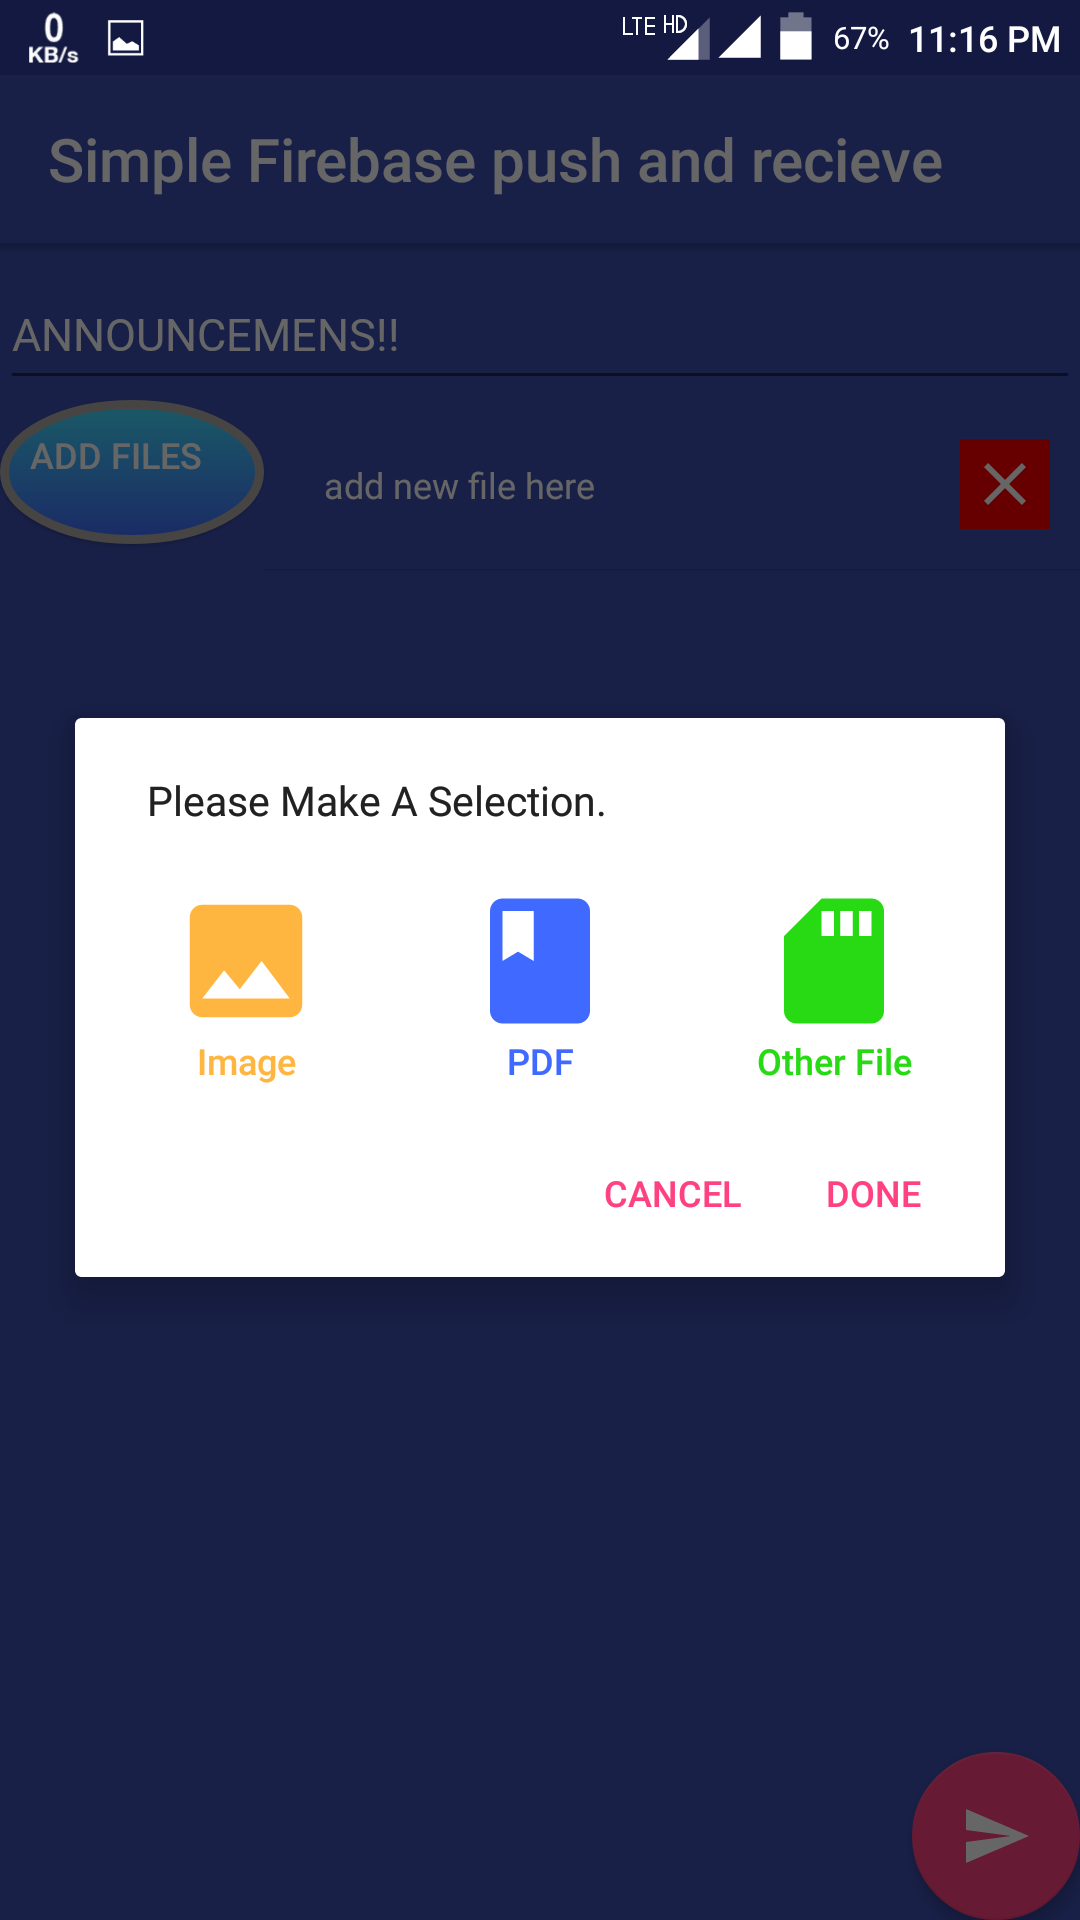 0
KB/s
LTE HD
67% 11:16 PM
Simple Firebase push and recieve
ANNOUNCEMENS!!
ADD FILES
add new file here
Please Make A Selection.
Image PDF Other File
CANCEL DONE